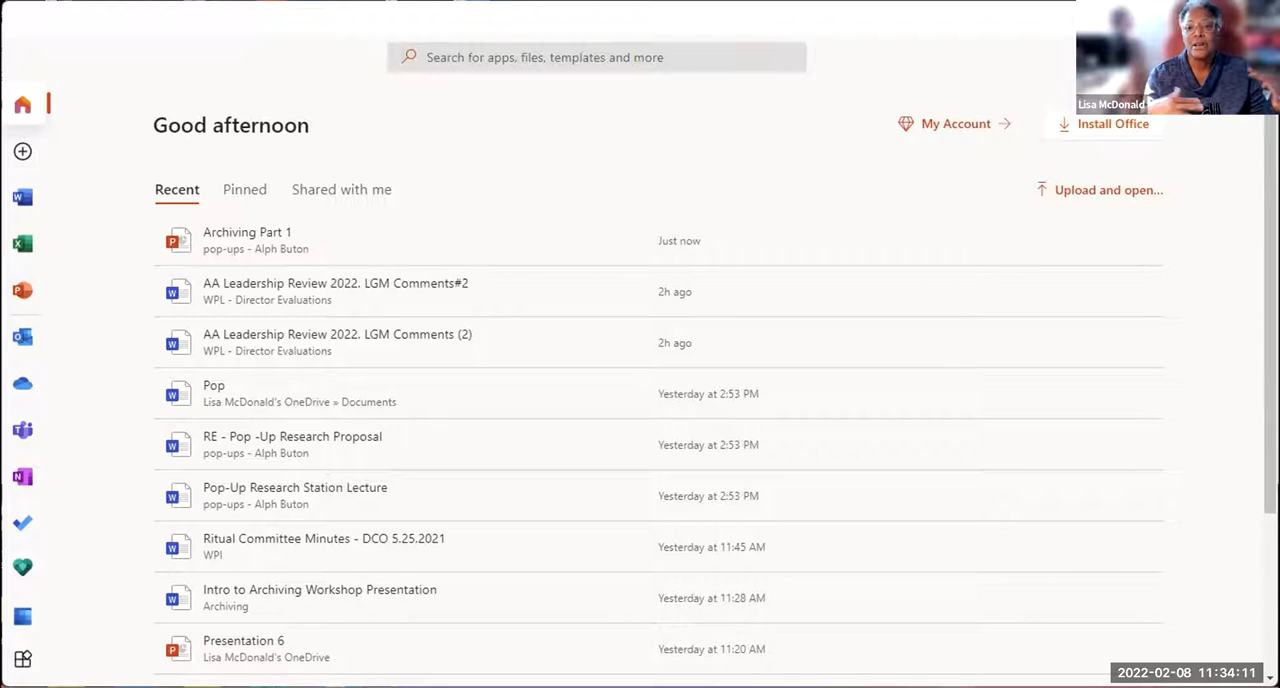 Search for apps, files, templates and more
Lisa McDonald
Good afternoon
My Account
Install Office
Recent
Pinned
Shared with me
Upload and open...
Archiving Part 1
pop-ups - Alph Buton
Just now
AA Leadership Review 2022. LGM Comments#2
WPL - Director Evaluations
2h ago
AA Leadership Review 2022. LGM Comments (2)
WPL - Director Evaluations
2h ago
Pop
Lisa McDonald's OneDrive » Documents
Yesterday at 2:53 PM
RE - Pop -Up Research Proposal
pop-ups - Alph Buton
Yesterday at 2:53 PM
Pop-Up Research Station Lecture
pop-ups - Alph Buton
Yesterday at 2:53 PM
Ritual Committee Minutes - DCO 5.25.2021
WPI
Yesterday at 11:45 AM
Intro to Archiving Workshop Presentation
Archiving
Yesterday at 11:28 AM
Presentation 6
Lisa McDonald's OneDrive
Yesterday at 11:20 AM
2022-02-08 11:34:11